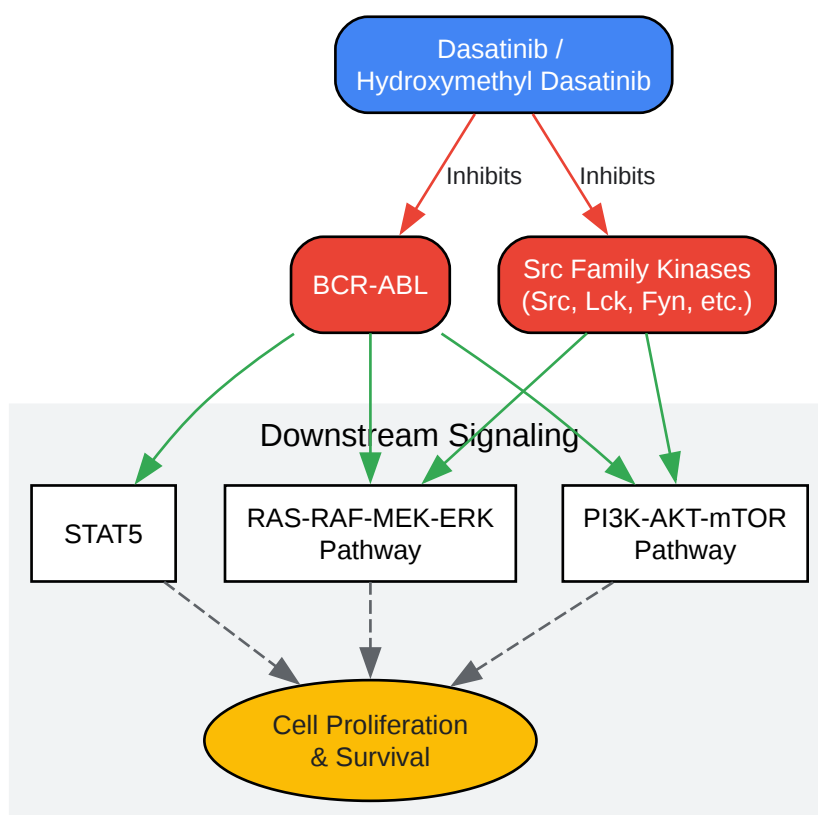 Dasatinib /
Hydroxymethyl Dasatinib
Inhibits
Inhibits
BCR-ABL
Src Family Kinases
(Src, Lck, Fyn, etc.)
Downstream Signaling
STAT5
RAS-RAF-MEK-ERK
Pathway
PI3K-AKT-mTOR
Pathway
Cell Proliferation
& Survival